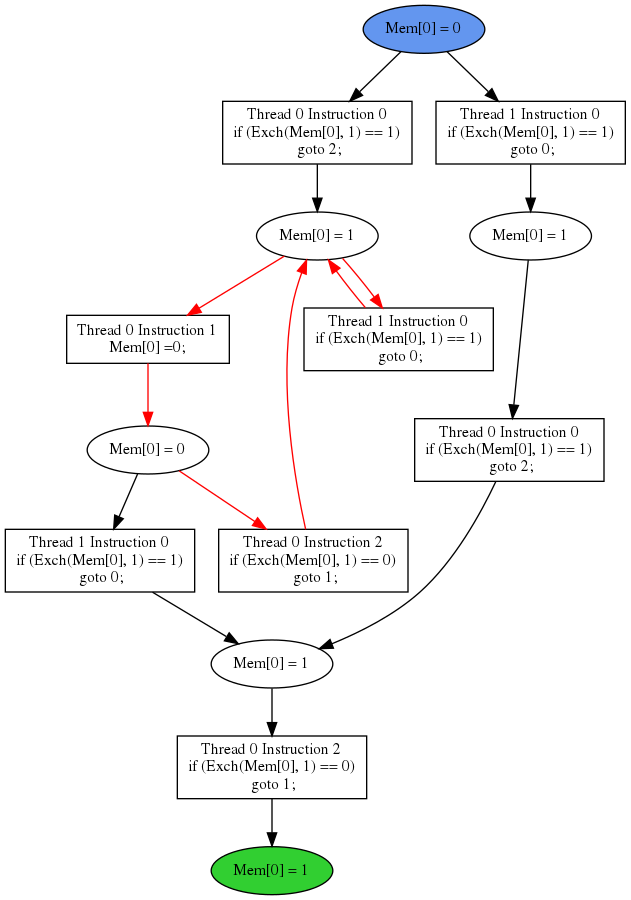 Mem[0] = 0
Thread 0 Instruction 0
if (Exch(Mem[0], 1) == 1)
goto 2;
Thread 1 Instruction 0
if (Exch(Mem[0], 1) == 1)
goto 0;
Mem[0] = 1
Mem[0] = 1
Thread 0 Instruction 1
Mem[0] =0;
Thread 1 Instruction 0
if (Exch(Mem[0], 1) == 1)
goto 0;
Mem[0] = 0
Thread 0 Instruction 0
if (Exch(Mem[0], 1) == 1)
goto 2;
Thread 1 Instruction 0
if (Exch(Mem[0], 1) == 1)
goto 0;
Thread 0 Instruction 2
if (Exch(Mem[0], 1) == 0)
goto 1;
Mem[0] = 1
Thread 0 Instruction 2
if (Exch(Mem[0], 1) == 0)
goto 1;
Mem[0] = 1